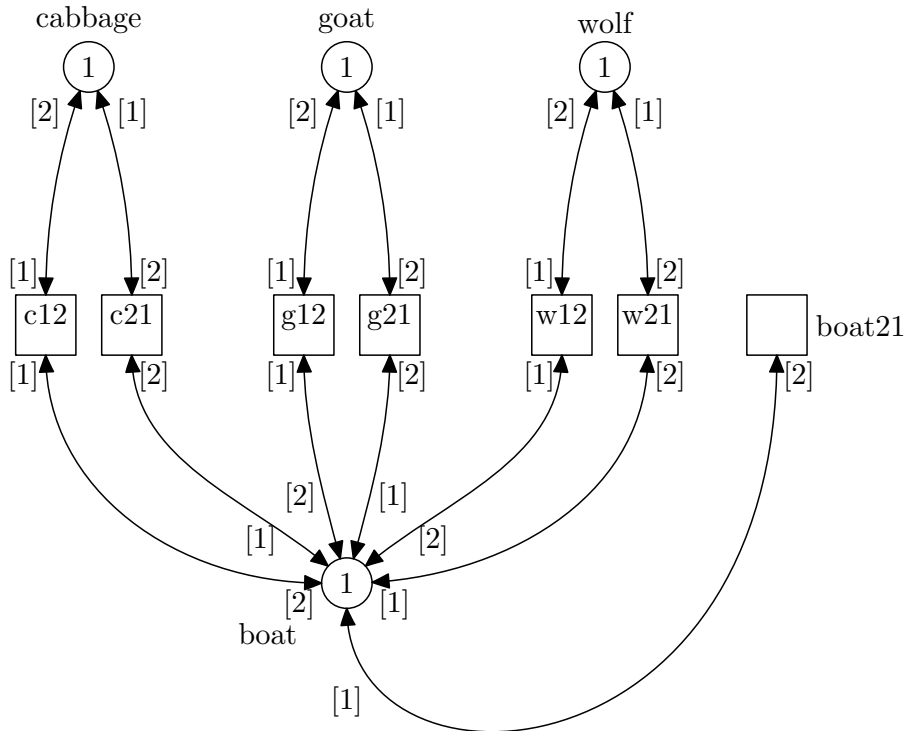 cabbage goat wolf
1 1 1
[2] [1] [2] [1] [2] [1]
[1] [2] [1] [2] [1] [2]
c12 c21 g12 g21 w12 w21 boat21
[1] [2] [1] [2] [1] [2] [2]
[2] [1]
[1] [2]
1
[2] [1]
boat
[1]